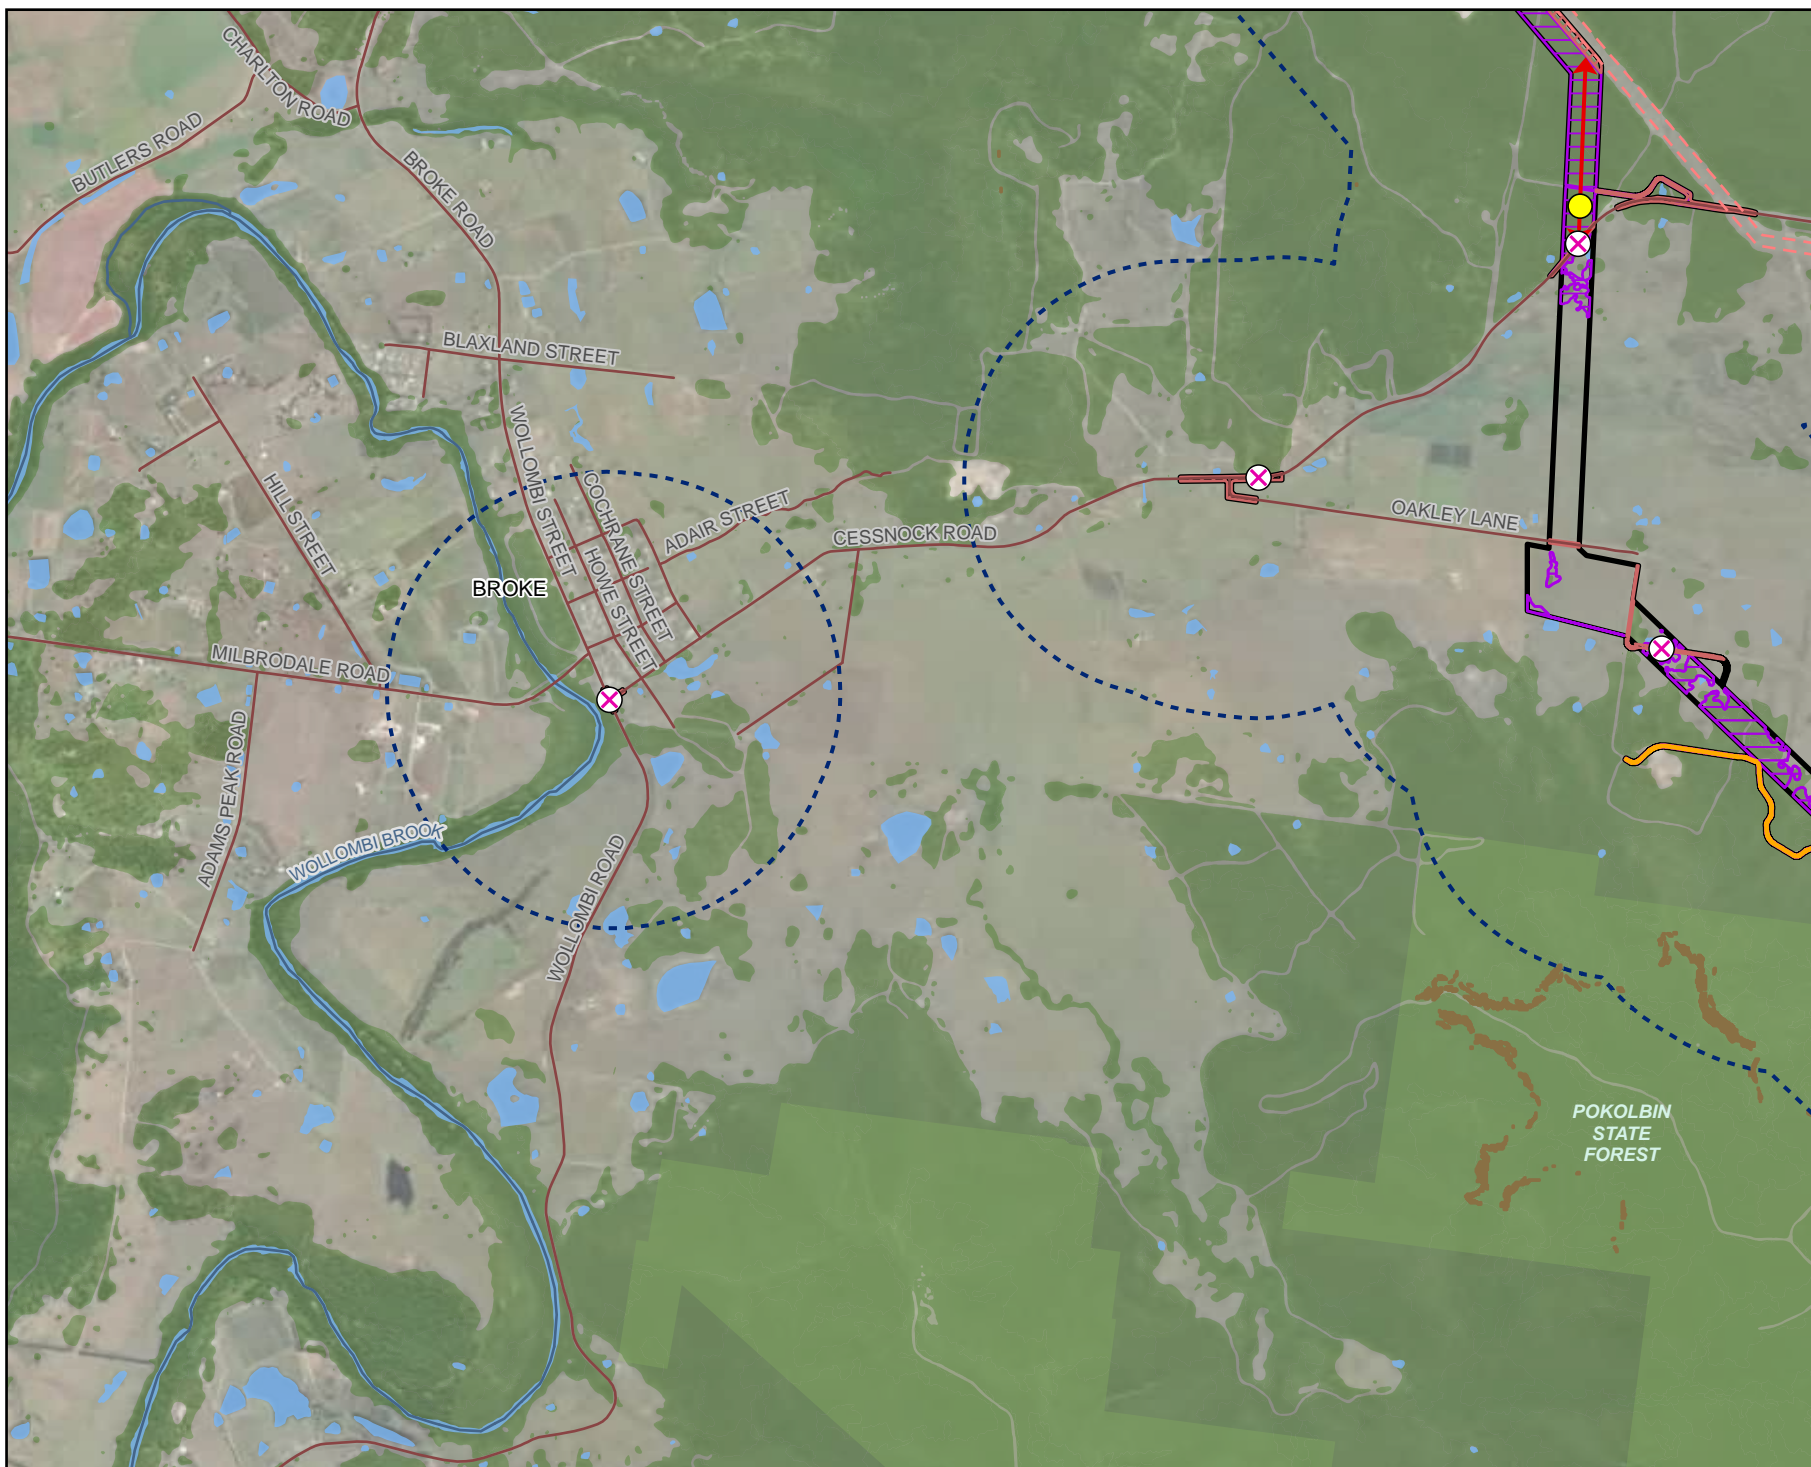 CHARLTON ROAD
BUTLERS ROAD
BROKE ROAD
BLAXLAND STREET
WOLLOMBI STREET
COCHRANE STREET
HOWE STREET
ADAIR STREET
CESSNOCK ROAD
OAKLEY LANE
HILL STREET
BROKE
MILBRODALE ROAD
ADAMS PEAK ROAD
WOLLOMBI BROOK
WOLLOMBI ROAD
POKOLBIN
STATE
FOREST